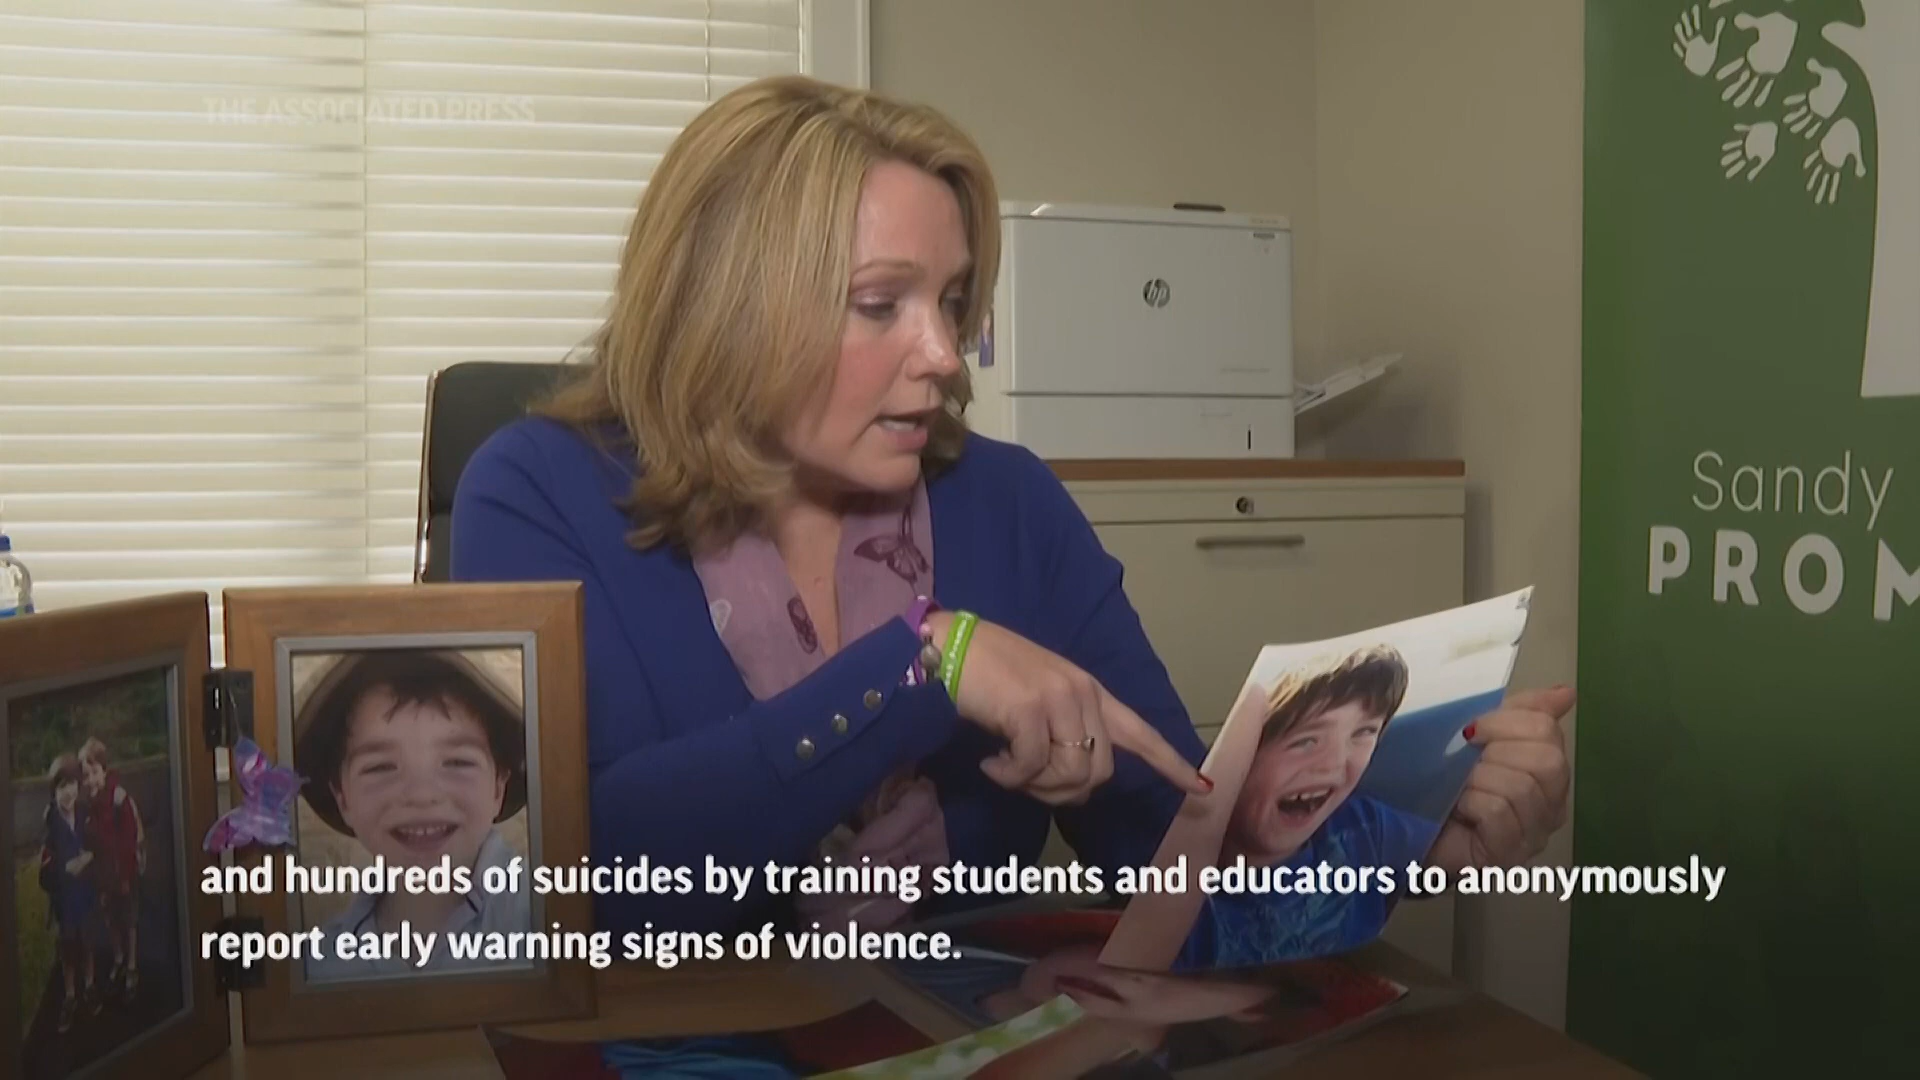 THE ASSOCIATED PRESS
hp
Sandy
PROM
and hundreds of suicides by training students and educators to anonymously
report early warning signs of violence.